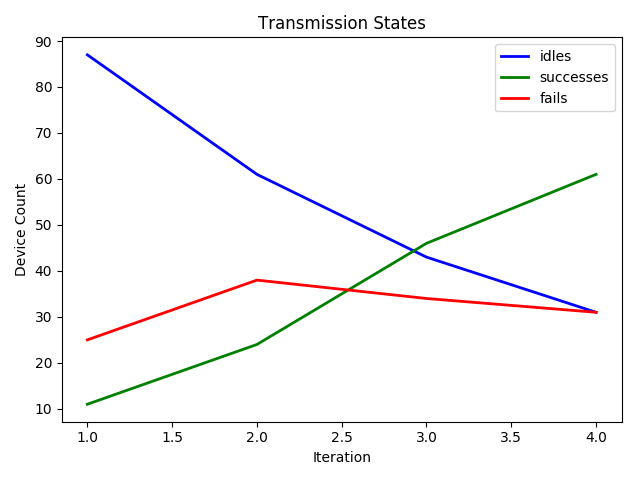 Transmission States
idles
successes
fails
Device Count
90
80
70
60
50
40
30
20
10
1.0 1.5 2.0 2.5 3.0 3.5 4.0
Iteration